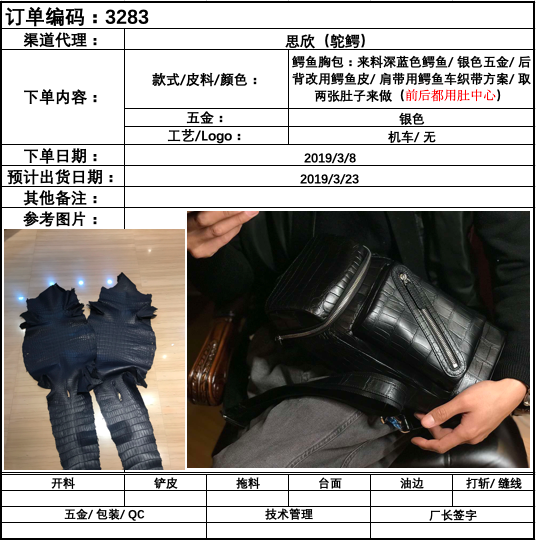 订单编码：3283
渠道代理：
思欣（鸵鳄）
下单内容：
款式/皮料/颜色：
鳄鱼胸包：来料深蓝色鳄鱼/ 银色五金/ 后
背改用鳄鱼皮/ 肩带用鳄鱼车织带方案/ 取
两张肚子来做（前后都用肚中心）
五金：
银色
工艺/Logo：
机车/ 无
下单日期：
2019/3/8
预计出货日期：
2019/3/23
其他备注：
参考图片：
开料
铲皮
拖料
台面
油边
打斩/ 缝线
五金/ 包装/ QC
技术管理
厂长签字